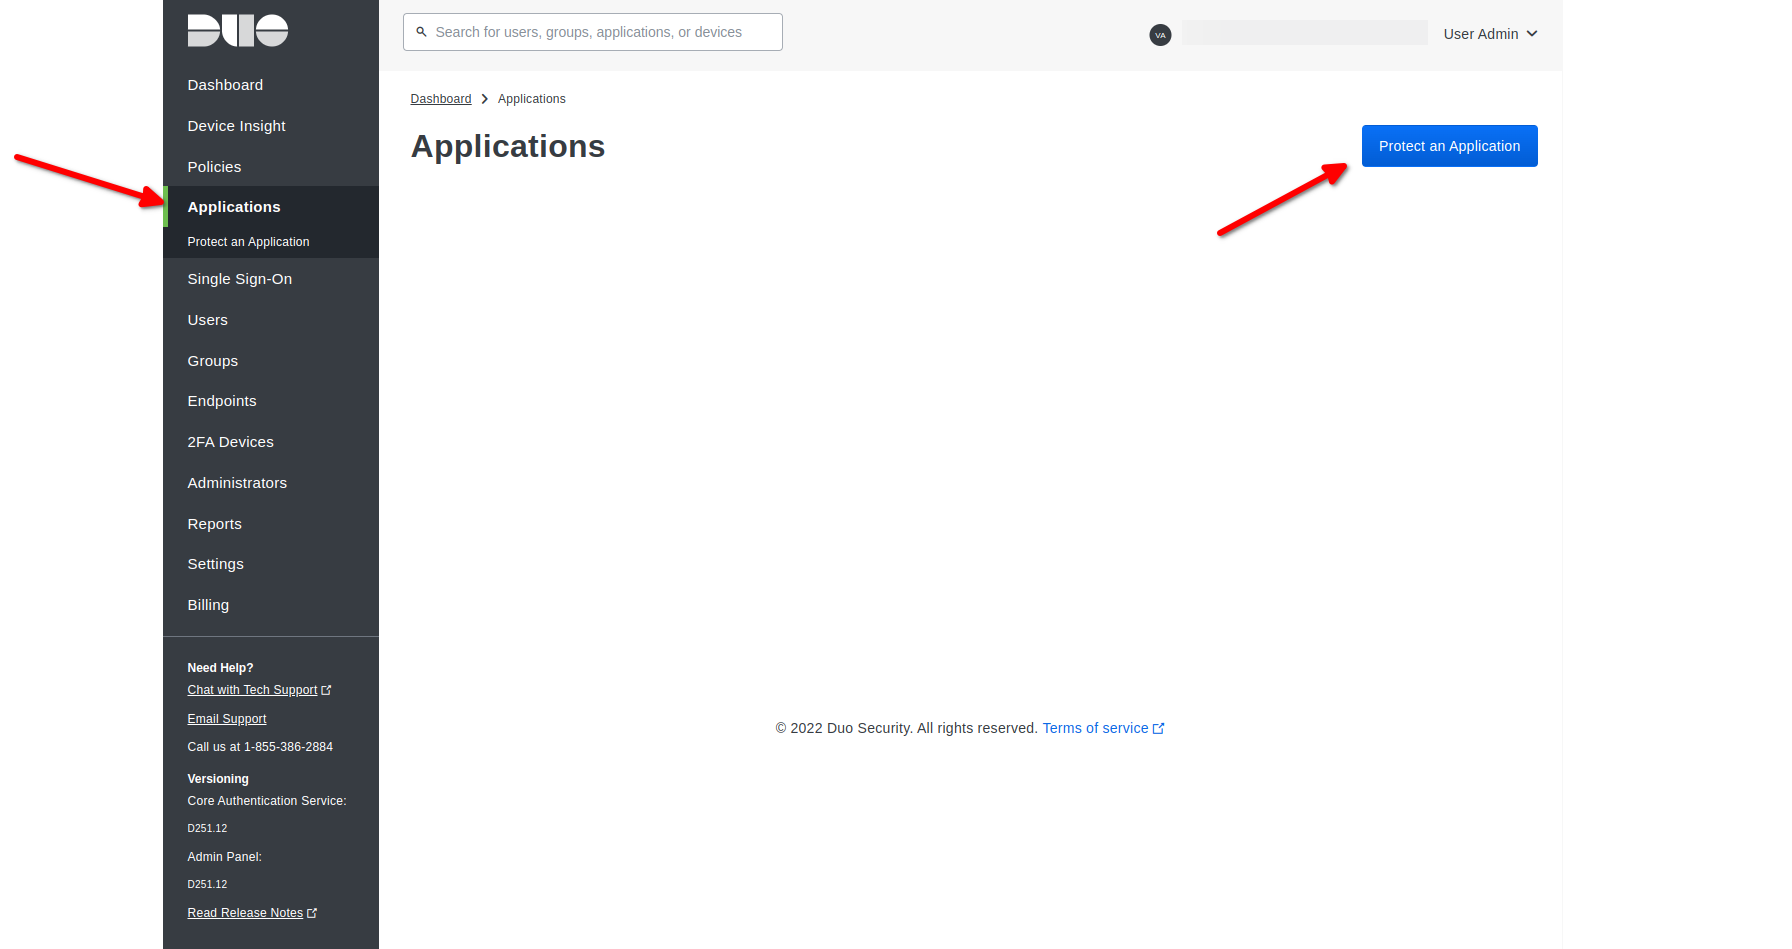 DUO
Dashboard
Device Insight
Policies
Applications
Protect an Application
Single Sign-On
Users
Groups
Endpoints
2FA Devices
Administrators
Reports
Settings
Billing
Need Help?
Chat with Tech Support
Email Support
Call us at 1-855-386-2884
Versioning
Core Authentication Service:
D251.12
Admin Panel:
D251.12
Read Release Notes
Search for users, groups, applications, or devices
VA
User Admin
Dashboard > Applications
Applications
Protect an Application
© 2022 Duo Security. All rights reserved. Terms of service